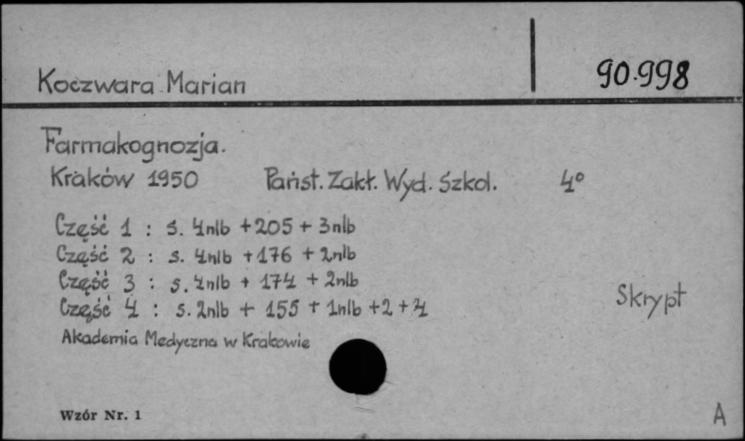 Koczwara Marian
90.998
Farmakognozja.
Kraków 1950 Państ. Zakł. Wyd. Szkol. 4°
Część 1 : s. 4nlb + 205 + 3nlb
Część 2 : s. 4nlb + 176 + 2nlb
Część 3 : s. 4nlb + 174 + 2nlb
Część 4 : s. 2nlb + 155 + 1nlb + 2 + 4
Skrypt
Akademia Medyczna w Krakowie
Wzór Nr. 1
A